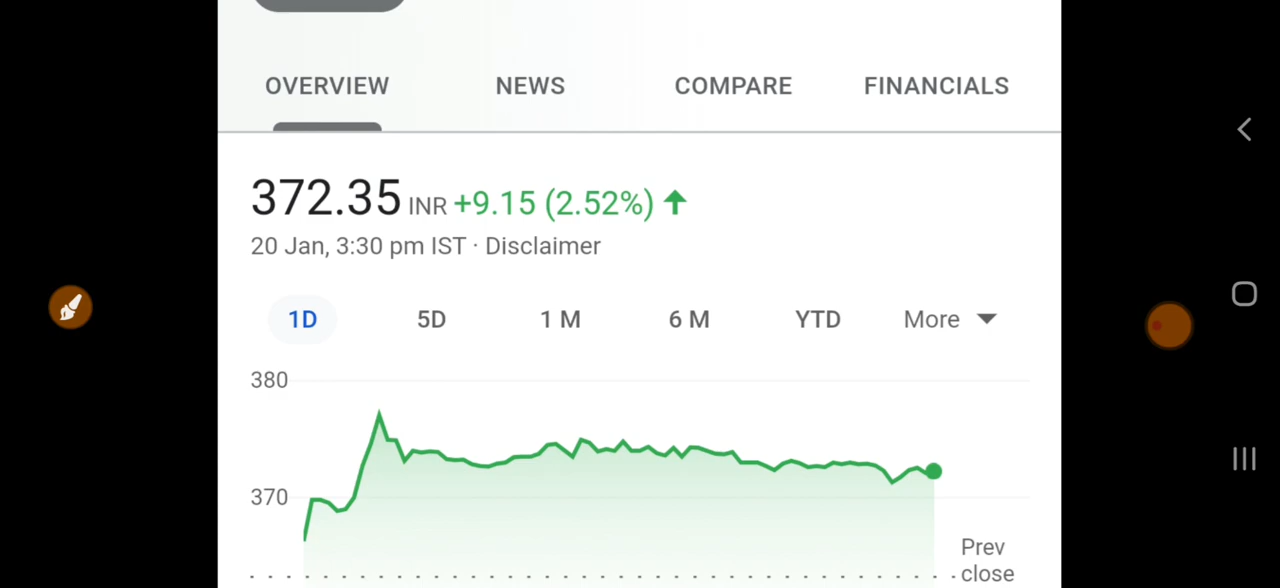 OVERVIEW NEWS COMPARE FINANCIALS
372.35 INR +9.15 (2.52%)
20 Jan, 3:30 pm IST · Disclaimer
1D 5D 1 M 6 M YTD More
380
370
Prev
close